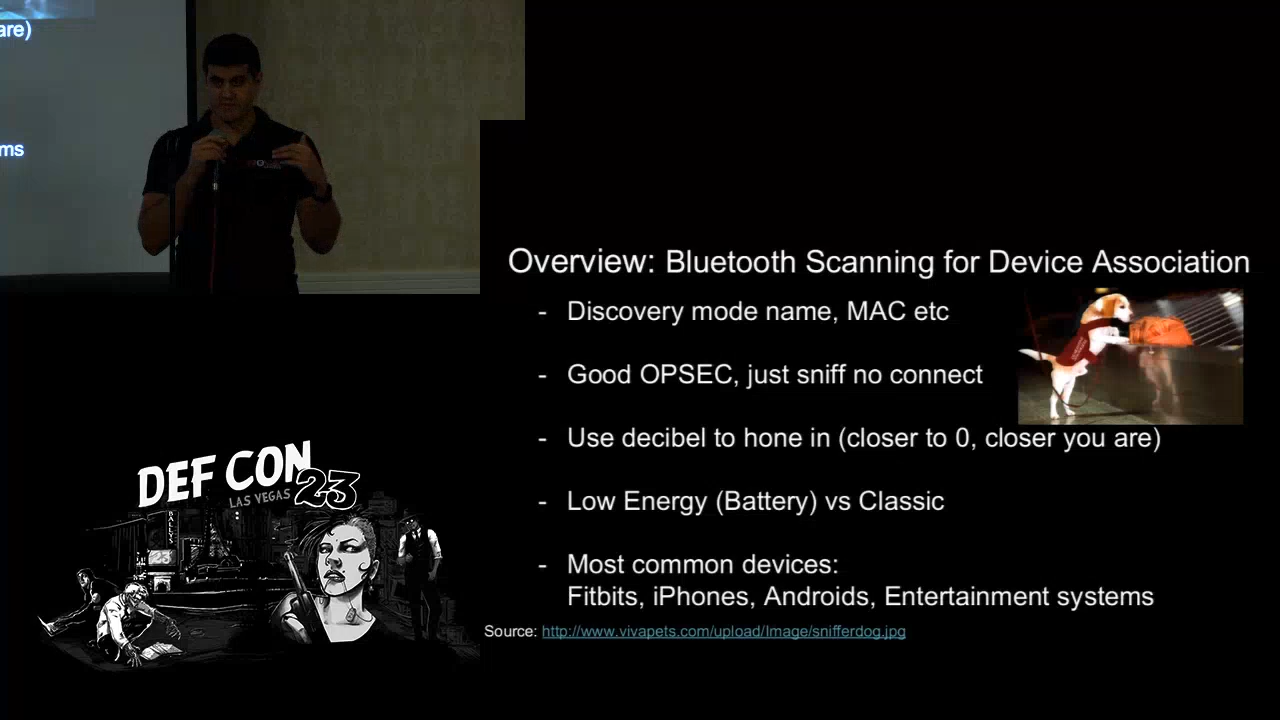 are)
ms
Overview: Bluetooth Scanning for Device Association
- Discovery mode name, MAC etc
- Good OPSEC, just sniff no connect
- Use decibel to hone in (closer to 0, closer you are)
- Low Energy (Battery) vs Classic
- Most common devices:
Fitbits, iPhones, Androids, Entertainment systems
Source: http://www.vivapets.com/upload/Image/snifferdog.jpg
DEF CON
LAS VEGAS 23
BALLYS
23